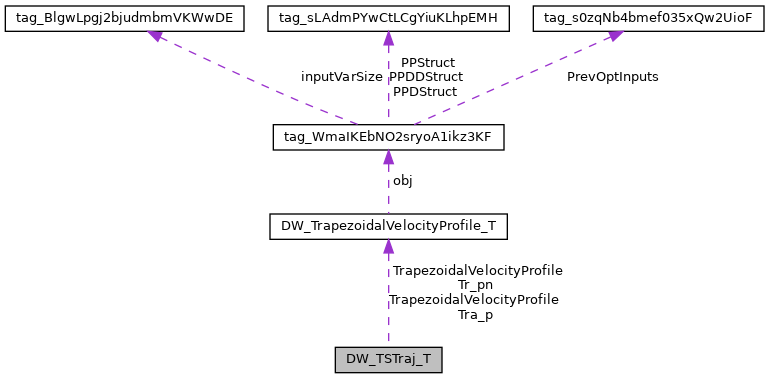 tag_BlgwLpgj2bjudmbmVKWwDE
tag_sLAdmPYwCtLCgYiuKLhpEMH
tag_s0zqNb4bmef035xQw2UioF
inputVarSize
PPStruct
PPDDStruct
PPDStruct
PrevOptInputs
tag_WmaIKEbNO2sryoA1ikz3KF
obj
DW_TrapezoidalVelocityProfile_T
TrapezoidalVelocityProfile
Tr_pn
TrapezoidalVelocityProfile
Tra_p
DW_TSTraj_T